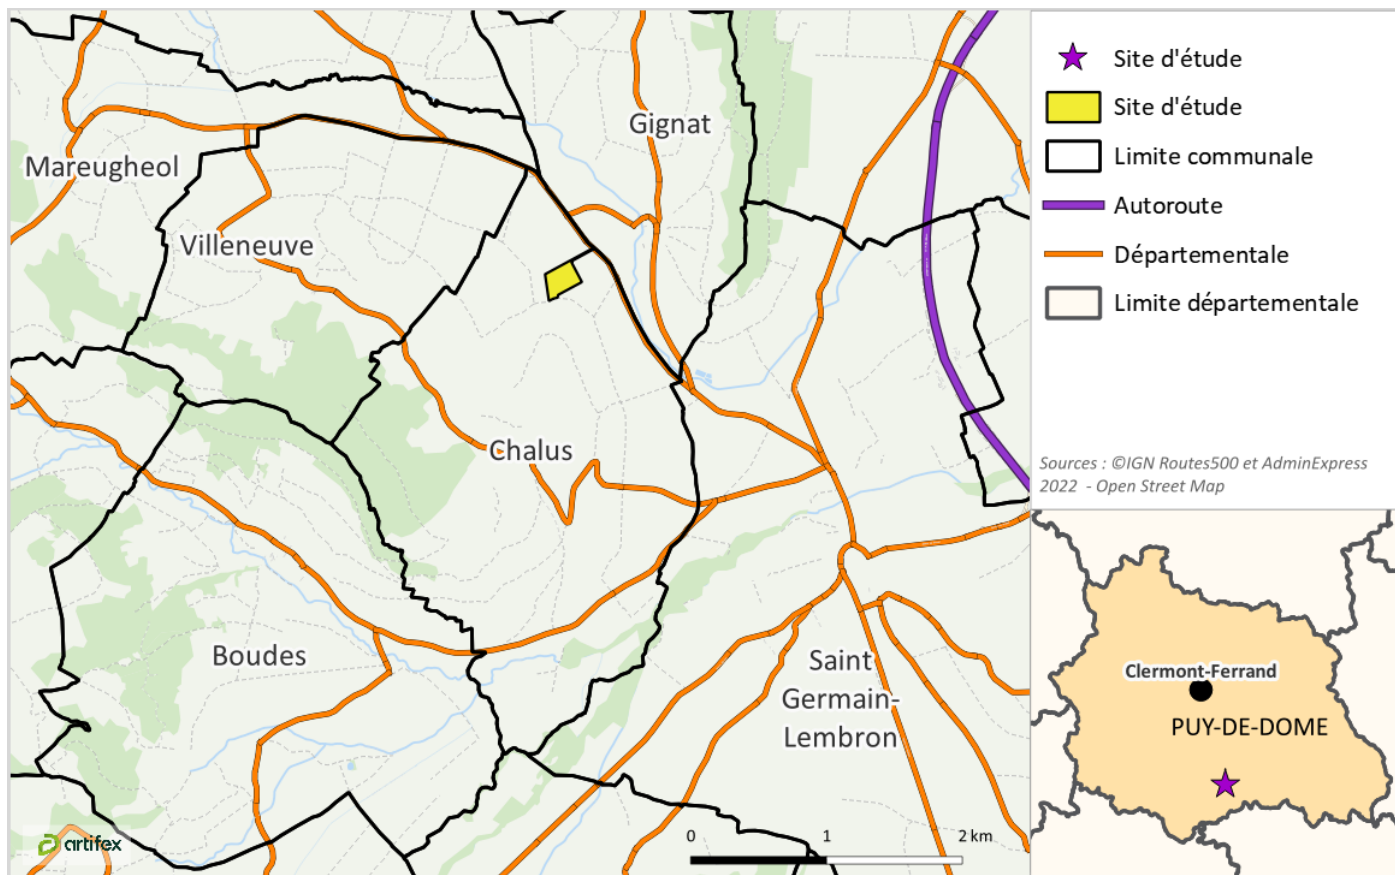 Gignat
Mareugheol
Villeneuve
Chalus
Boudes
Saint
Germain-
Lembron
0 1 2 km
artifex
Site d'étude
Site d'étude
Limite communale
Autoroute
Départementale
Limite départementale
Sources : ©IGN Routes500 et AdminExpress
2022 - Open Street Map
Clermont-Ferrand
PUY-DE-DOME